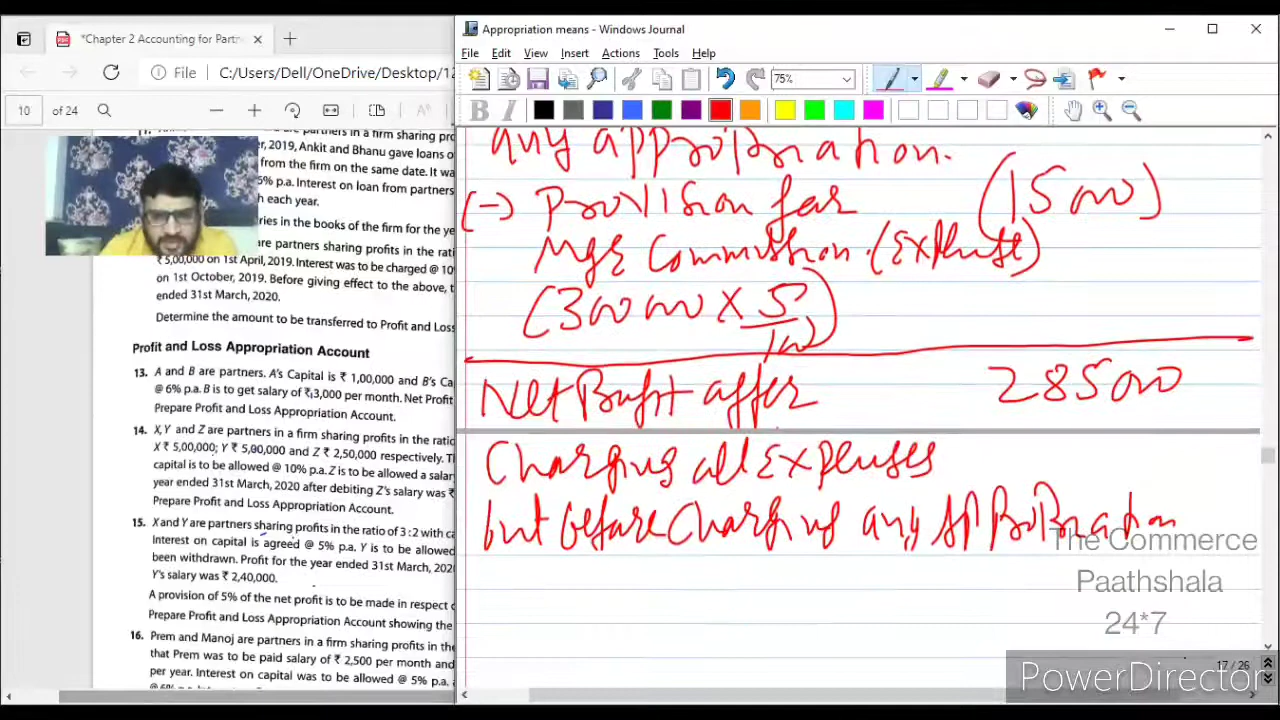 *Chapter 2 Accounting for Partn
File C:/Users/Dell/OneDrive/Desktop/12
10 of 24
er, 2019, Ankit and Bhanu gave loans o
from the firm on the same date. It wa
5% p.a. Interest on loan from partners
h each year.
ries in the books of the firm for the ye
are partners sharing profits in the rati
₹ 5,00,000 on 1st April, 2019. Interest was to be charged @ 10%
on 1st October, 2019. Before giving effect to the above, t
ended 31st March, 2020.
Determine the amount to be transferred to Profit and Loss
Profit and Loss Appropriation Account
13. A and B are partners. A's Capital is ₹ 1,00,000 and B's Ca
@ 6% p.a. B is to get salary of ₹ 3,000 per month. Net Profit
Prepare Profit and Loss Appropriation Account.
14. X, Y and Z are partners in a firm sharing profits in the ratio
X ₹ 5,00,000; Y ₹ 5,00,000 and Z ₹ 2,50,000 respectively. T
capital is to be allowed @ 10% p.a. Z is to be allowed a salary
year ended 31st March, 2020 after debiting Z's salary was ₹
Prepare Profit and Loss Appropriation Account.
15. X and Y are partners sharing profits in the ratio of 3 : 2 with ca
Interest on capital is agreed @ 5% p.a. Y is to be allowed
been withdrawn. Profit for the year ended 31st March, 202
Y's salary was ₹ 2,40,000.
A provision of 5% of the net profit is to be made in respect o
Prepare Profit and Loss Appropriation Account showing the
16. Prem and Manoj are partners in a firm sharing profits in the
that Prem was to be paid salary of ₹ 2,500 per month and
per year. Interest on capital was to be allowed @ 5% p.a.
Appropriation means - Windows Journal
File Edit View Insert Actions Tools Help
75%
B I
any appropriation.
(-) Provision for (15000)
Mgr Commission (Expense)
(300000 × 5/100)
Net Profit after 285000
Charging all Expenses
but before Charging any Appropriation
The Commerce
Paathshala
24*7
17 / 26
PowerDirector